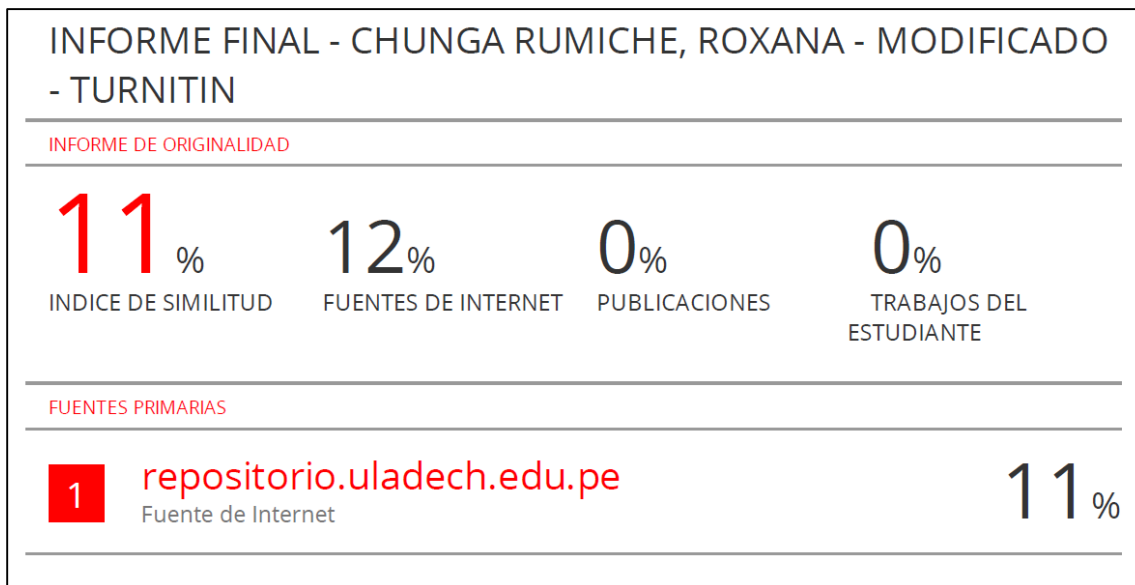 INFORME FINAL - CHUNGA RUMICHE, ROXANA - MODIFICADO
- TURNITIN
INFORME DE ORIGINALIDAD
11% 12% 0% 0%
INDICE DE SIMILITUD FUENTES DE INTERNET PUBLICACIONES TRABAJOS DEL
ESTUDIANTE
FUENTES PRIMARIAS
1 repositorio.uladech.edu.pe 11%
Fuente de Internet